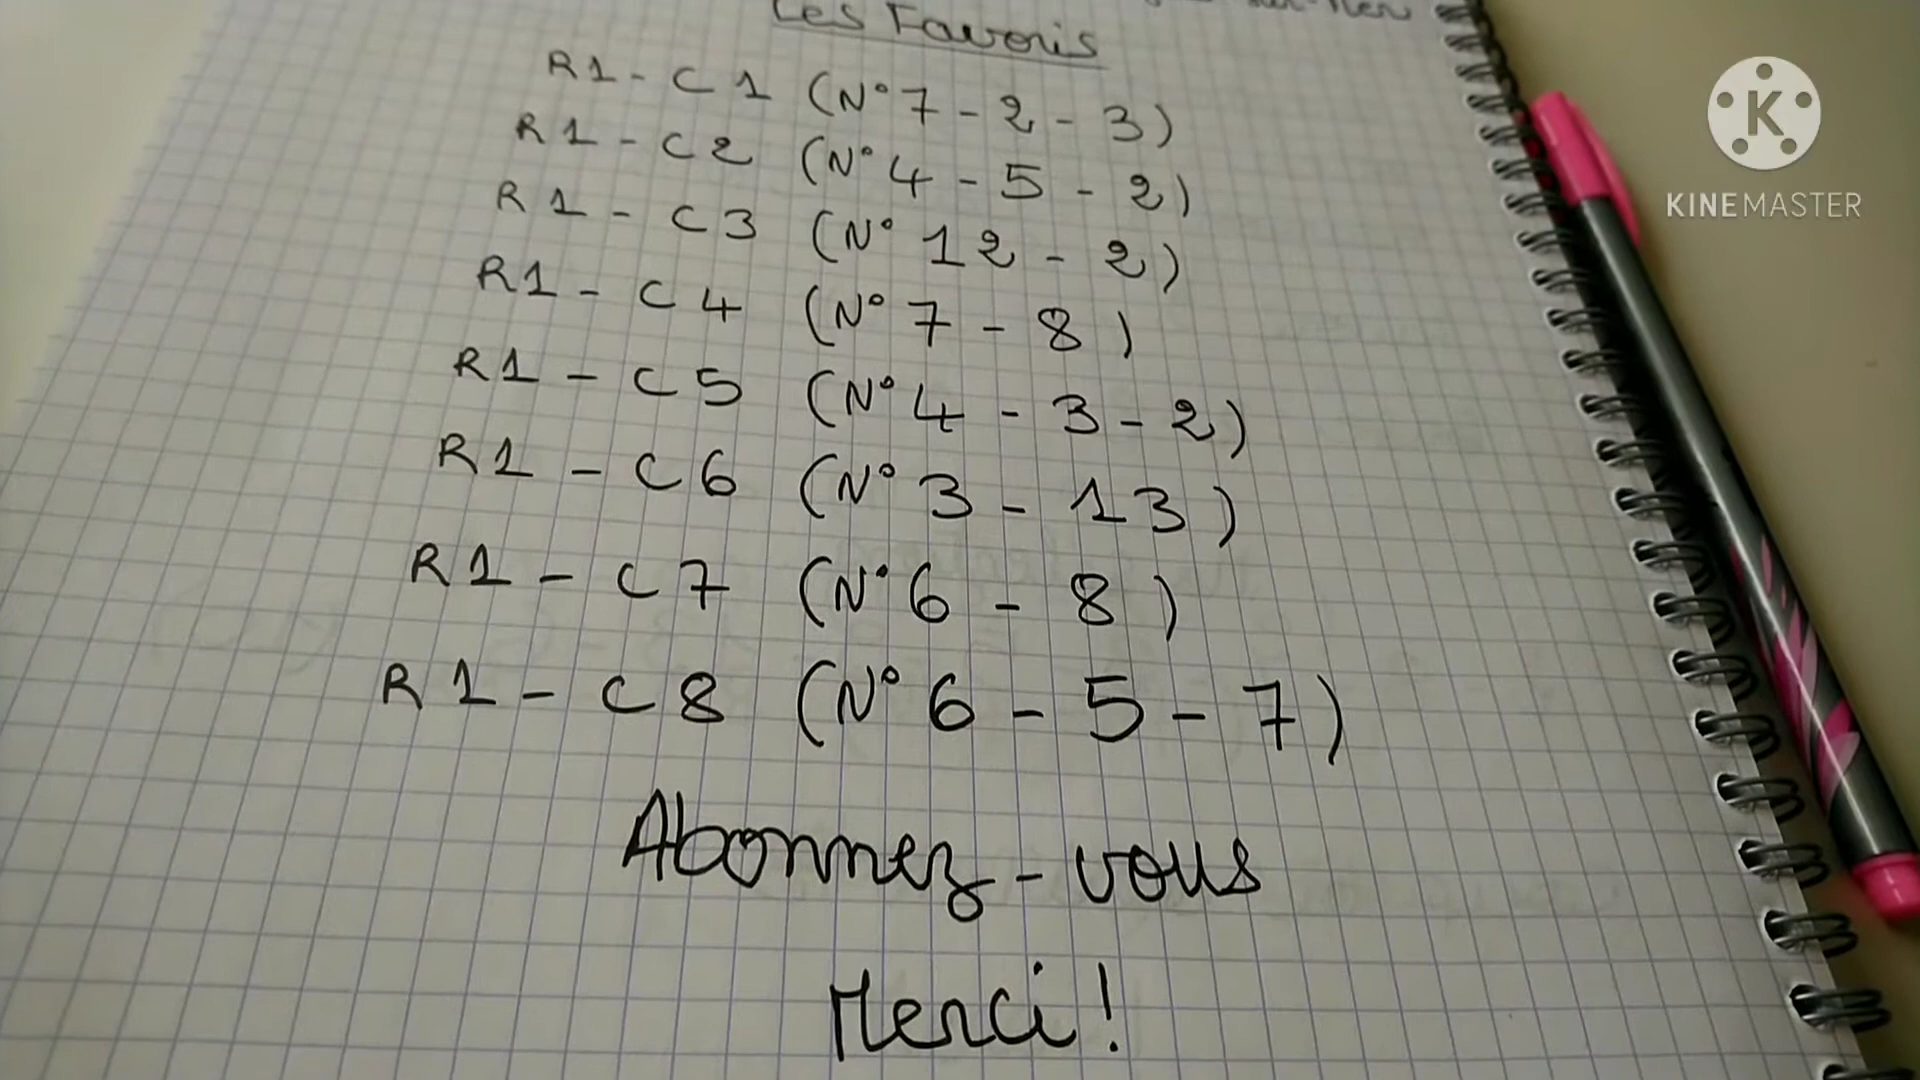 Les Favoris
R1 - C1 (N° 7 - 2 - 3)
R1 - C2 (N° 4 - 5 - 2)
R1 - C3 (N° 12 - 2)
R1 - C4 (N° 7 - 8)
R1 - C5 (N° 4 - 3 - 2)
R1 - C6 (N° 3 - 13)
R1 - C7 (N° 6 - 8)
R1 - C8 (N° 6 - 5 - 7)
Abonnez-vous
Merci !
K
KINEMASTER